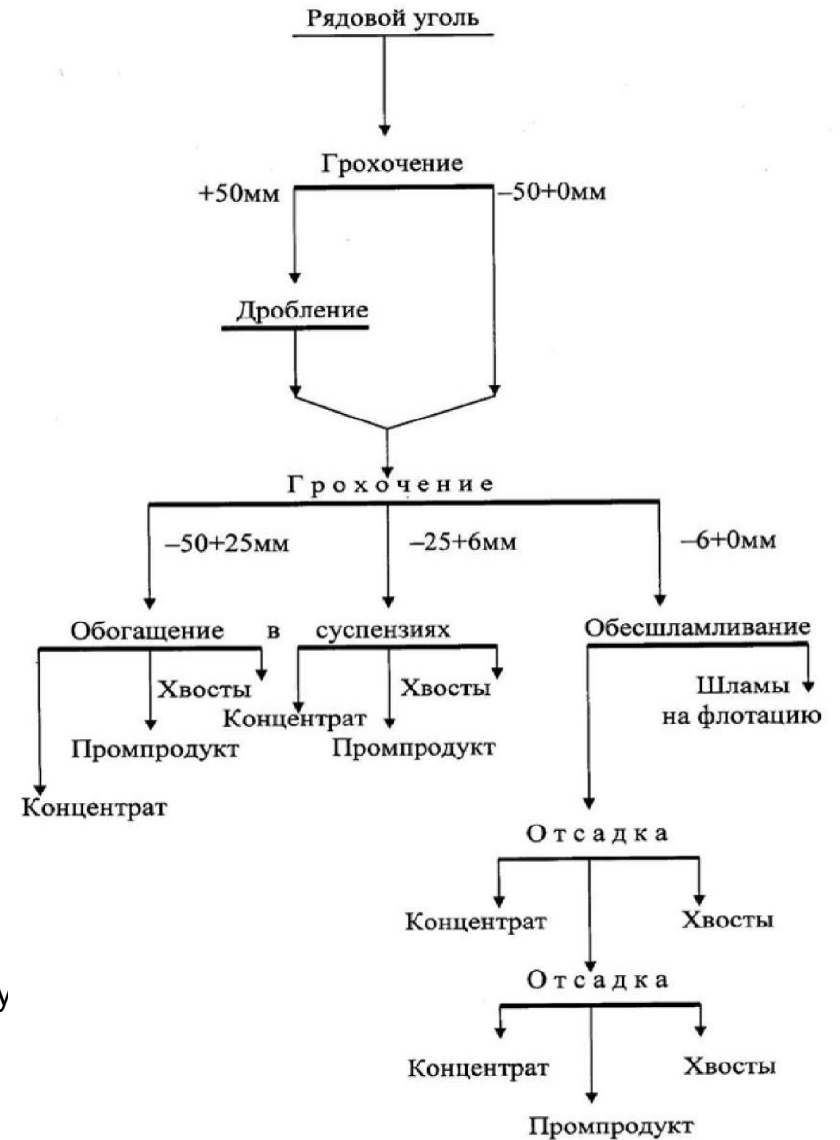 Рядовой уголь
Грохочение
+50мм
–50+0мм
Дробление
Грохочение
–50+25мм
–25+6мм
–6+0мм
Обогащение в суспензиях
Обесшламливание
Хвосты
Хвосты
Шламы
на флотацию
Концентрат
Промпродукт
Промпродукт
Концентрат
Отсадка
Концентрат
Хвосты
Отсадка
у
Концентрат
Хвосты
Промпродукт